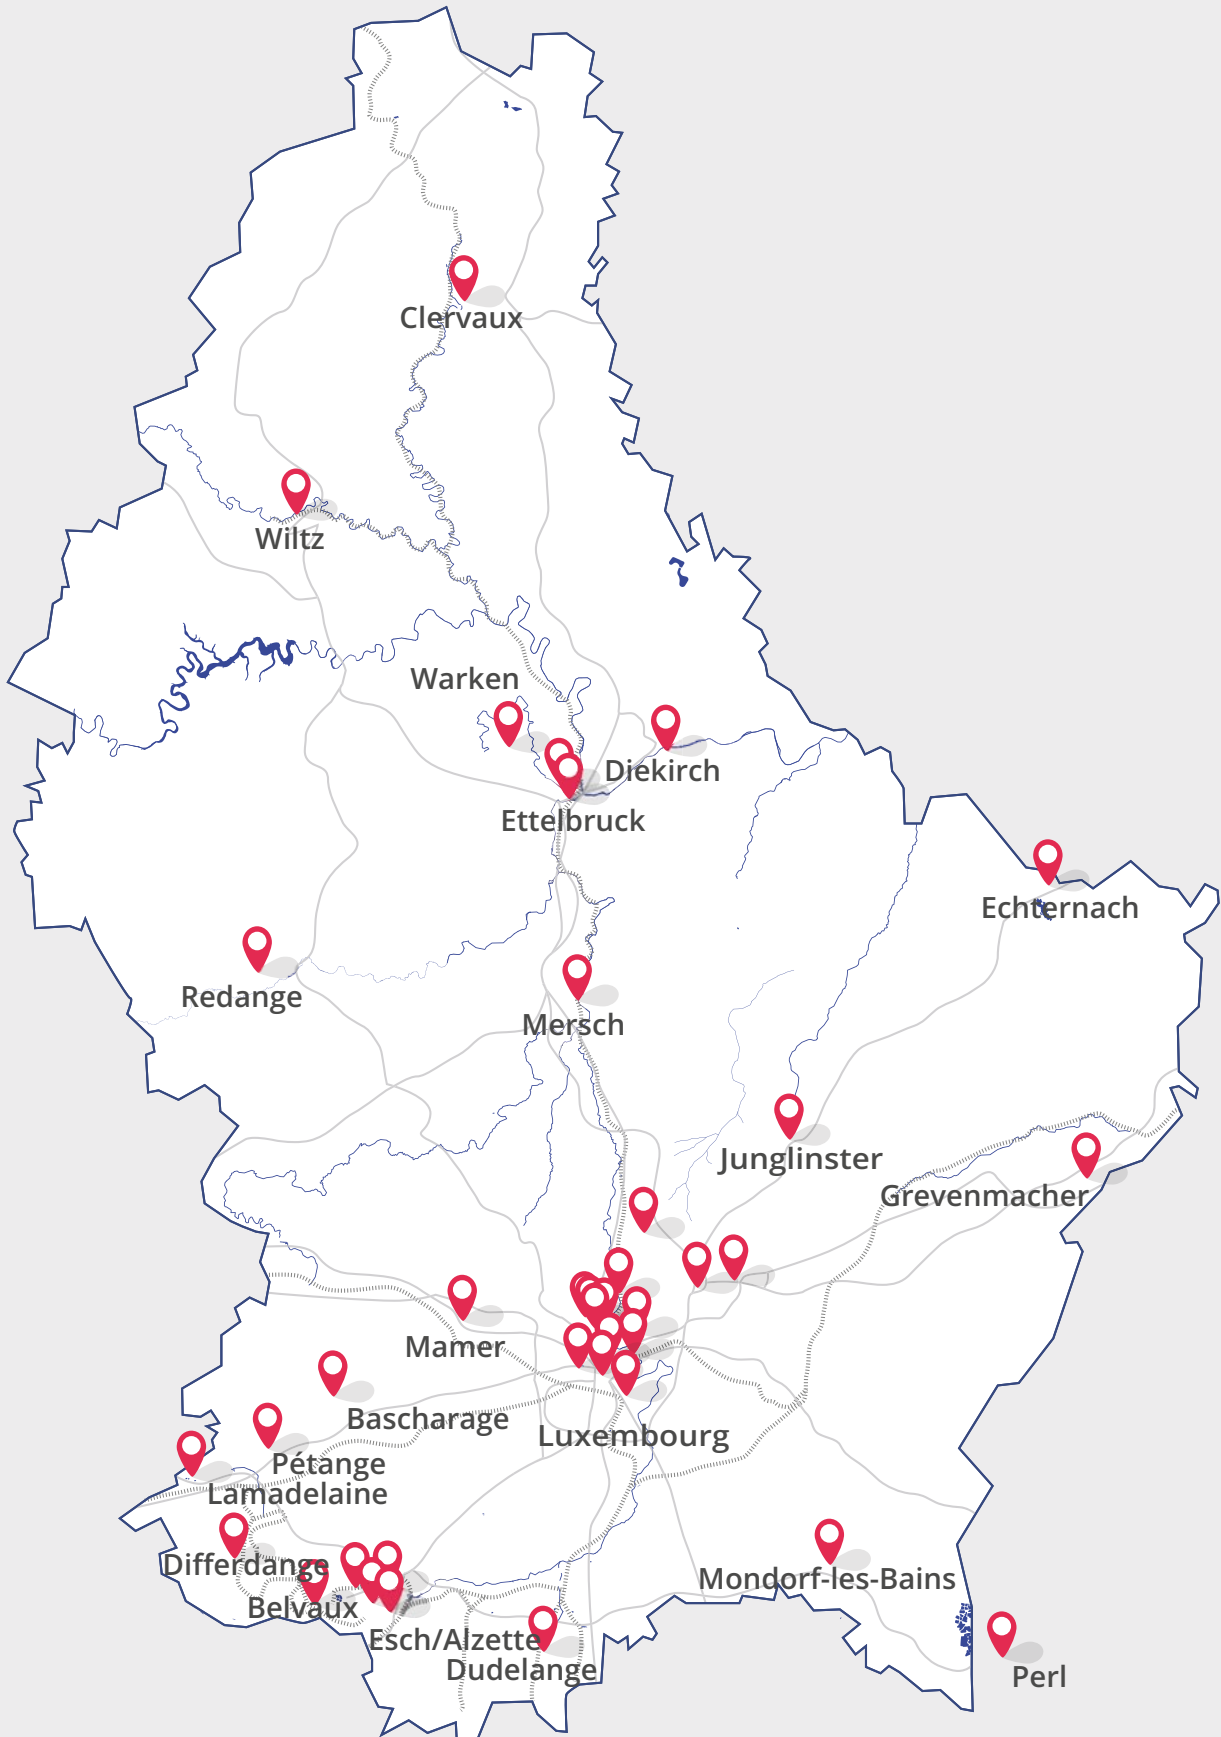 Clervaux
Wiltz
Warken
Diekirch
Ettelbruck
Echternach
Redange
Mersch
Junglinster
Grevenmacher
Mamer
Bascharage
Luxembourg
Pétange
Lamadelaine
Differdange
Mondorf-les-Bains
Belvaux
Esch/Alzette
Dudelange
Perl